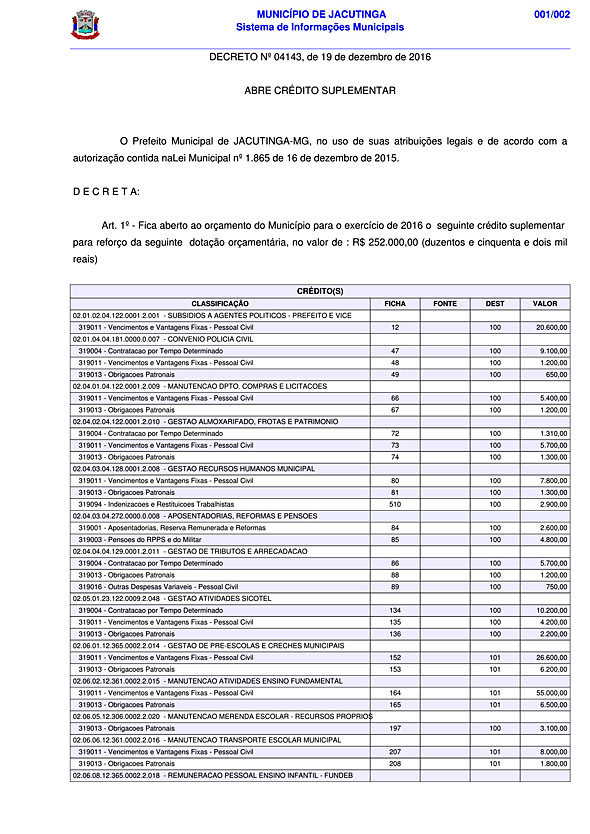 MUNICÍPIO DE JACUTINGA 001/002
Sistema de Informações Municipais
DECRETO Nº 04143, de 19 de dezembro de 2016
ABRE CRÉDITO SUPLEMENTAR
O Prefeito Municipal de JACUTINGA-MG, no uso de suas atribuições legais e de acordo com a
autorização contida naLei Municipal nº 1.865 de 16 de dezembro de 2015.
D E C R E T A:
Art. 1º - Fica aberto ao orçamento do Município para o exercício de 2016 o seguinte crédito suplementar
para reforço da seguinte dotação orçamentária, no valor de : R$ 252.000,00 (duzentos e cinquenta e dois mil
reais)
CRÉDITO(S)
CLASSIFICAÇÃO FICHA FONTE DEST VALOR
02.01.02.04.122.0001.2.001 - SUBSIDIOS A AGENTES POLITICOS - PREFEITO E VICE
319011 - Vencimentos e Vantagens Fixas - Pessoal Civil 12 100 20.600,00
02.01.04.04.181.0000.0.007 - CONVENIO POLICIA CIVIL
319004 - Contratacao por Tempo Determinado 47 100 9.100,00
319011 - Vencimentos e Vantagens Fixas - Pessoal Civil 48 100 1.200,00
319013 - Obrigacoes Patronais 49 100 650,00
02.04.01.04.122.0001.2.009 - MANUTENCAO DPTO. COMPRAS E LICITACOES
319011 - Vencimentos e Vantagens Fixas - Pessoal Civil 66 100 5.400,00
319013 - Obrigacoes Patronais 67 100 1.200,00
02.04.02.04.122.0001.2.010 - GESTAO ALMOXARIFADO, FROTAS E PATRIMONIO
319004 - Contratacao por Tempo Determinado 72 100 1.310,00
319011 - Vencimentos e Vantagens Fixas - Pessoal Civil 73 100 5.700,00
319013 - Obrigacoes Patronais 74 100 1.300,00
02.04.03.04.128.0001.2.008 - GESTAO RECURSOS HUMANOS MUNICIPAL
319011 - Vencimentos e Vantagens Fixas - Pessoal Civil 80 100 7.800,00
319013 - Obrigacoes Patronais 81 100 1.300,00
319094 - Indenizacoes e Restituicoes Trabalhistas 510 100 2.900,00
02.04.03.04.272.0000.0.008 - APOSENTADORIAS, REFORMAS E PENSOES
319001 - Aposentadorias, Reserva Remunerada e Reformas 84 100 2.600,00
319003 - Pensoes do RPPS e do Militar 85 100 4.800,00
02.04.04.04.129.0001.2.011 - GESTAO DE TRIBUTOS E ARRECADACAO
319004 - Contratacao por Tempo Determinado 86 100 5.700,00
319013 - Obrigacoes Patronais 88 100 1.200,00
319016 - Outras Despesas Variaveis - Pessoal Civil 89 100 750,00
02.05.01.23.122.0009.2.048 - GESTAO ATIVIDADES SICOTEL
319004 - Contratacao por Tempo Determinado 134 100 10.200,00
319011 - Vencimentos e Vantagens Fixas - Pessoal Civil 135 100 4.200,00
319013 - Obrigacoes Patronais 136 100 2.200,00
02.06.01.12.365.0002.2.014 - GESTAO DE PRE-ESCOLAS E CRECHES MUNICIPAIS
319011 - Vencimentos e Vantagens Fixas - Pessoal Civil 152 101 26.600,00
319013 - Obrigacoes Patronais 153 101 6.200,00
02.06.02.12.361.0002.2.015 - MANUTENCAO ATIVIDADES ENSINO FUNDAMENTAL
319011 - Vencimentos e Vantagens Fixas - Pessoal Civil 164 101 55.000,00
319013 - Obrigacoes Patronais 165 101 6.500,00
02.06.05.12.306.0002.2.020 - MANUTENCAO MERENDA ESCOLAR - RECURSOS PROPRIOS
319013 - Obrigacoes Patronais 197 100 3.100,00
02.06.06.12.361.0002.2.016 - MANUTENCAO TRANSPORTE ESCOLAR MUNICIPAL
319011 - Vencimentos e Vantagens Fixas - Pessoal Civil 207 101 8.000,00
319013 - Obrigacoes Patronais 208 101 1.800,00
02.06.08.12.365.0002.2.018 - REMUNERACAO PESSOAL ENSINO INFANTIL - FUNDEB